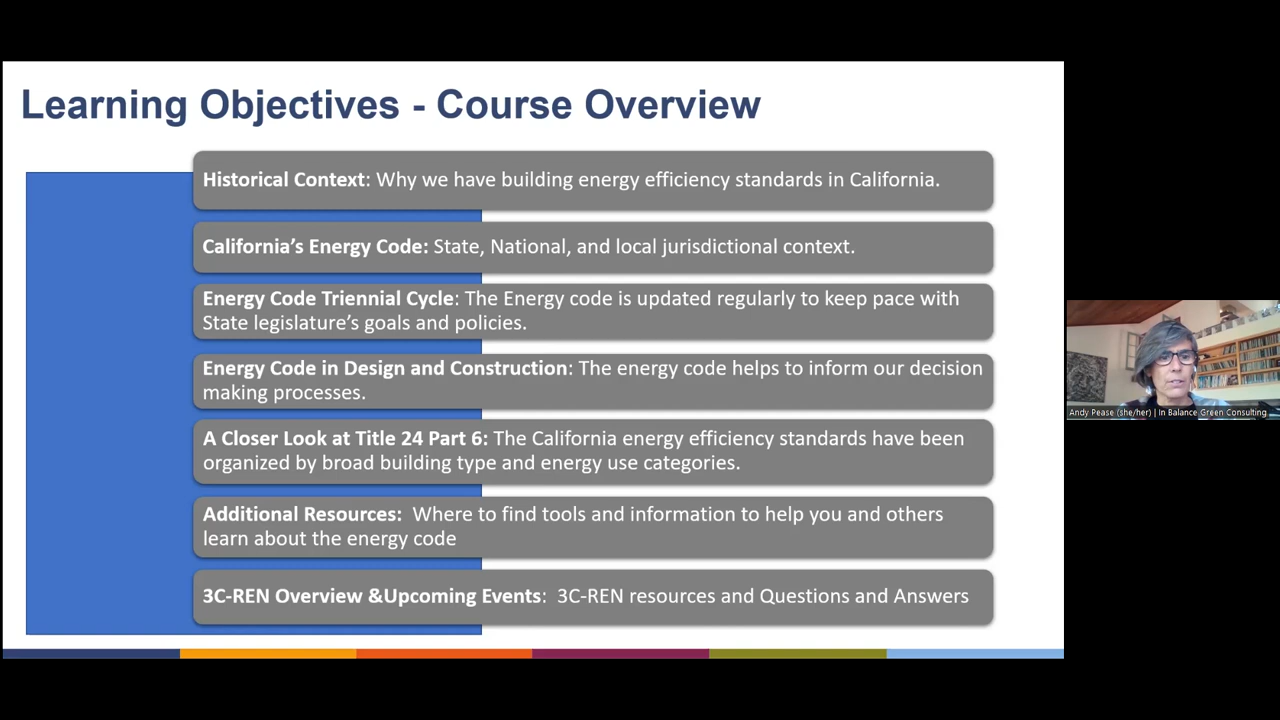 Learning Objectives - Course Overview
Historical Context: Why we have building energy efficiency standards in California.
California’s Energy Code: State, National, and local jurisdictional context.
Energy Code Triennial Cycle: The Energy code is updated regularly to keep pace with
State legislature’s goals and policies.
Energy Code in Design and Construction: The energy code helps to inform our decision
making processes.
A Closer Look at Title 24 Part 6: The California energy efficiency standards have been
organized by broad building type and energy use categories.
Additional Resources:  Where to find tools and information to help you and others
learn about the energy code
3C-REN Overview &Upcoming Events:  3C-REN resources and Questions and Answers
Andy Pease (she/her) | In Balance Green Consulting